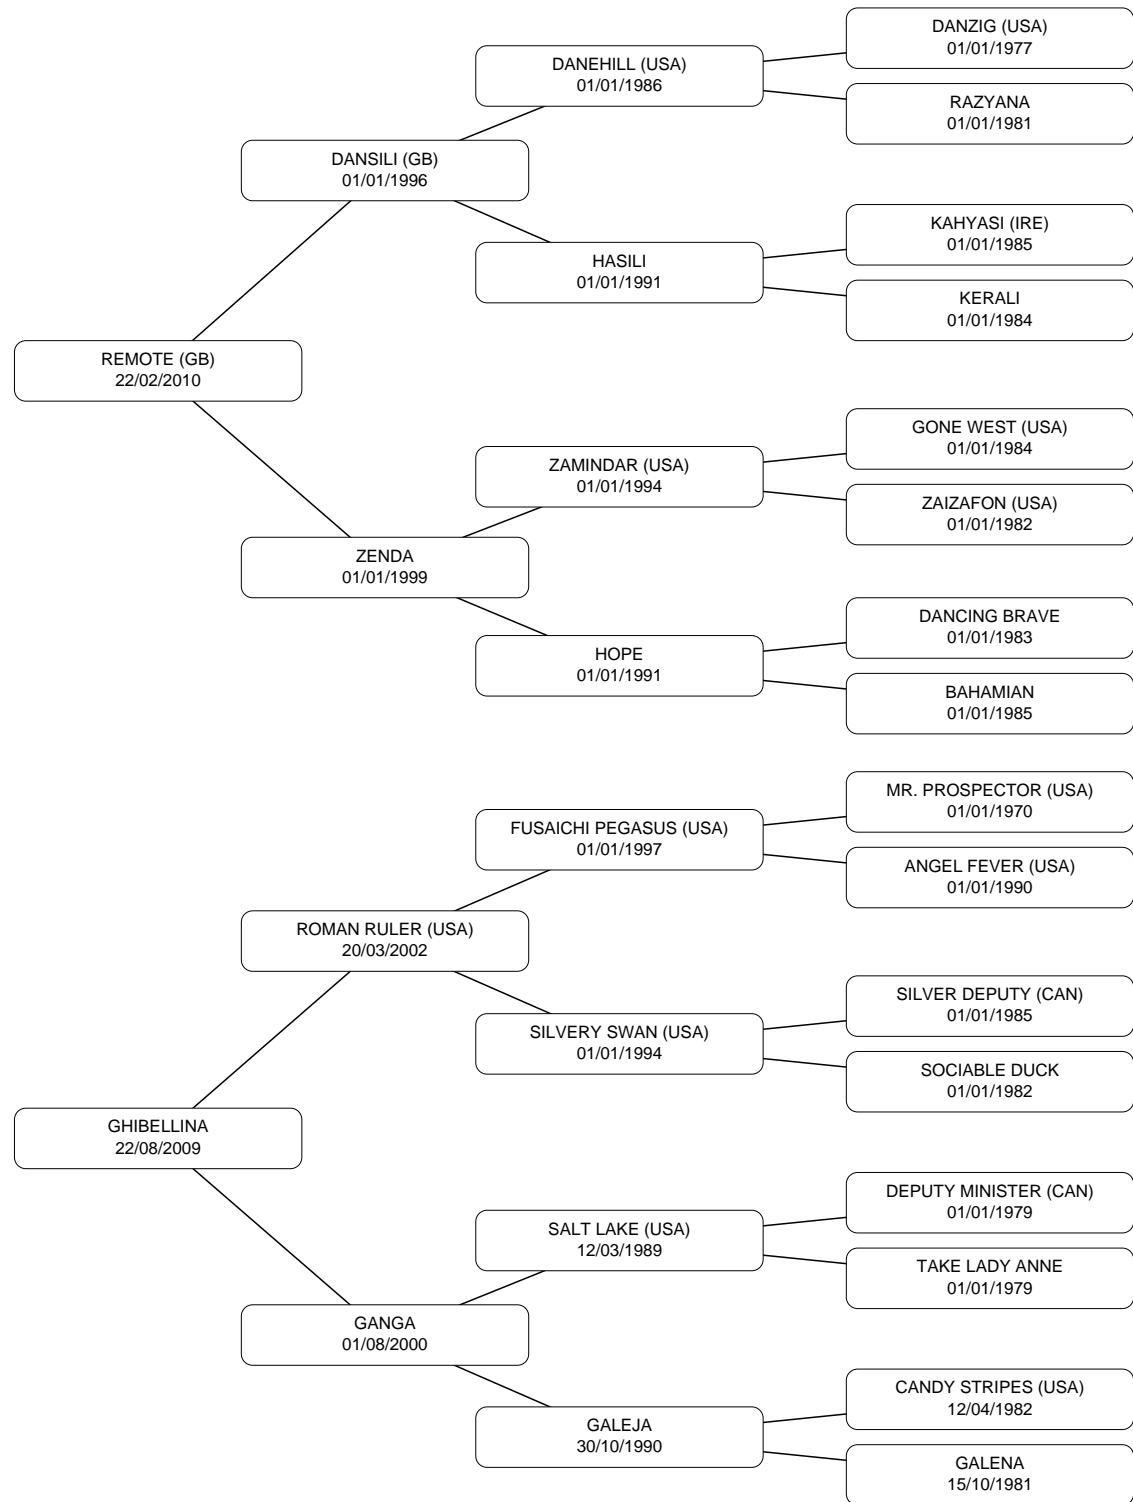 DANZIG (USA)
01/01/1977
DANEHILL (USA)
01/01/1986
RAZYANA
01/01/1981
DANSILI (GB)
01/01/1996
KAHYASI (IRE)
01/01/1985
HASILI
01/01/1991
KERALI
01/01/1984
REMOTE (GB)
22/02/2010
GONE WEST (USA)
01/01/1984
ZAMINDAR (USA)
01/01/1994
ZAIZAFON (USA)
01/01/1982
ZENDA
01/01/1999
DANCING BRAVE
01/01/1983
HOPE
01/01/1991
BAHAMIAN
01/01/1985
MR. PROSPECTOR (USA)
01/01/1970
FUSAICHI PEGASUS (USA)
01/01/1997
ANGEL FEVER (USA)
01/01/1990
ROMAN RULER (USA)
20/03/2002
SILVER DEPUTY (CAN)
01/01/1985
SILVERY SWAN (USA)
01/01/1994
SOCIABLE DUCK
01/01/1982
GHIBELLINA
22/08/2009
DEPUTY MINISTER (CAN)
01/01/1979
SALT LAKE (USA)
12/03/1989
TAKE LADY ANNE
01/01/1979
GANGA
01/08/2000
CANDY STRIPES (USA)
12/04/1982
GALEJA
30/10/1990
GALENA
15/10/1981